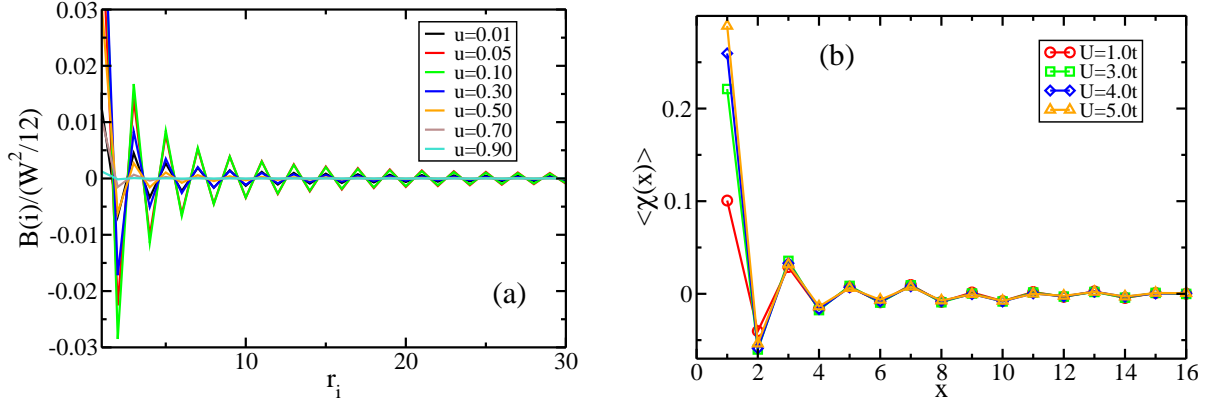 0.03
0.02
0.01
0
-0.01
-0.02
-0.03
B(i)/(W²/12)
10
20
30
r_i
u=0.01
u=0.05
u=0.10
u=0.30
u=0.50
u=0.70
u=0.90
(a)
0.2
0.1
0
<χ(x)>
0 2 4 6 8 10 12 14 16
x
(b)
U=1.0t
U=3.0t
U=4.0t
U=5.0t